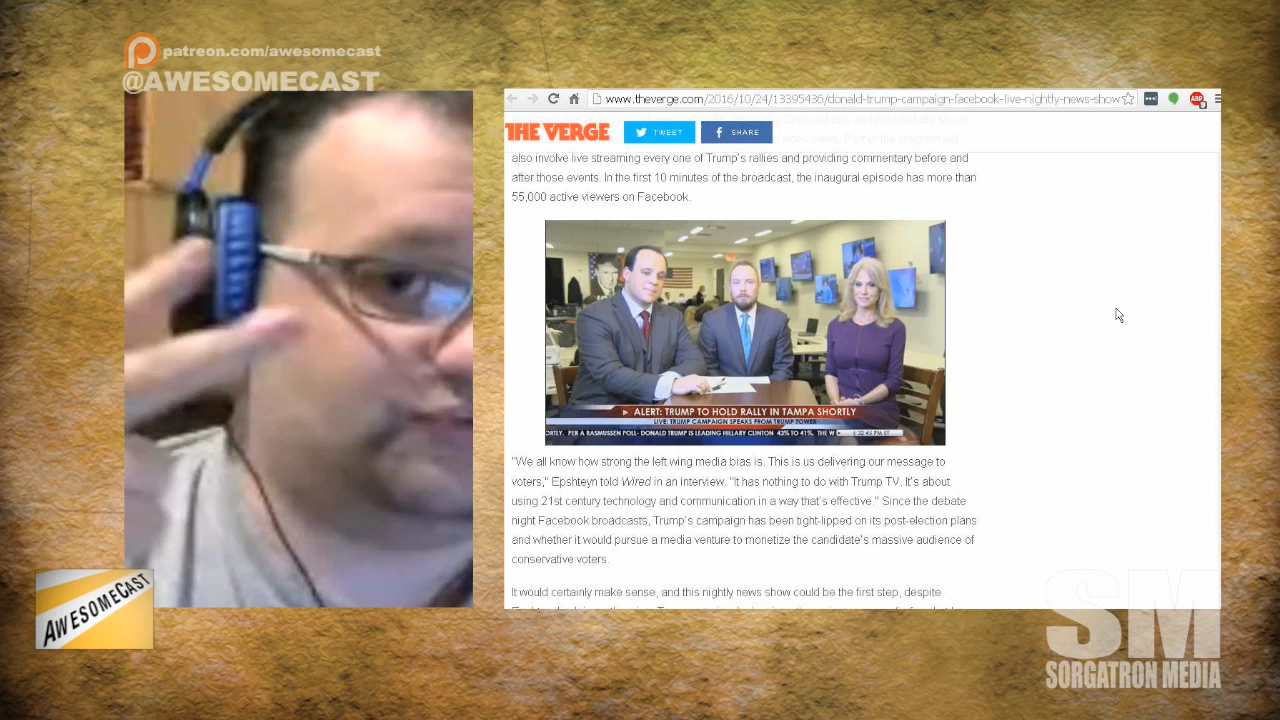 patreon.com/awesomecast
@AWESOMECAST
www.theverge.com/2016/10/24/13395436/donald-trump-campaign-facebook-live-nightly-news-show
ABP
THE VERGE
TWEET
SHARE
also involve live streaming every one of Trump's rallies and providing commentary before and
after those events. In the first 10 minutes of the broadcast, the inaugural episode has more than
55,000 active viewers on Facebook.
ALERT: TRUMP TO HOLD RALLY IN TAMPA SHORTLY
LIVE: TRUMP CAMPAIGN SPEAKS FROM TRUMP TOWER
RTLY. PER A RASMUSSEN POLL- DONALD TRUMP IS LEADING HILLARY CLINTON 43% TO 41%. THE W 6:32:45 PM ET
"We all know how strong the left wing media bias is. This is us delivering our message to
voters," Epshteyn told Wired in an interview. "It has nothing to do with Trump TV. It's about
using 21st century technology and communication in a way that's effective." Since the debate
night Facebook broadcasts, Trump's campaign has been tight-lipped on its post-election plans
and whether it would pursue a media venture to monetize the candidate's massive audience of
conservative voters.
It would certainly make sense, and this nightly news show could be the first step, despite
AWESOMECAST
SM
SORGATRON MEDIA